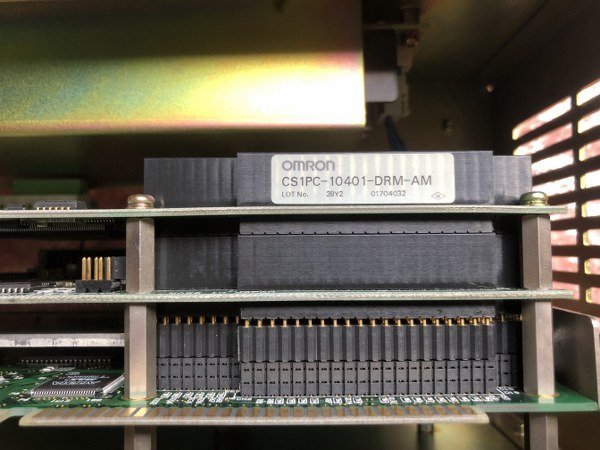 OMRON
CS1PC-10401-DRM-AM
LOT No. 28Y2 01704032